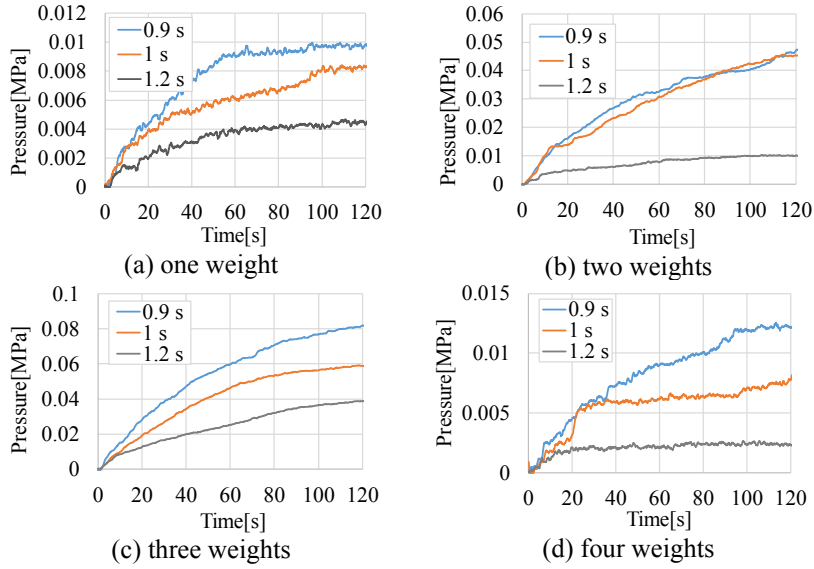 0.012
0.01
0.008
0.006
0.004
0.002
0
Pressure[MPa]
0.9 s
1 s
1.2 s
0 20 40 60 80 100 120
Time[s]
(a) one weight
0.06
0.05
0.04
0.03
0.02
0.01
0
Pressure[MPa]
0.9 s
1 s
1.2 s
0 20 40 60 80 100 120
Time[s]
(b) two weights
0.1
0.08
0.06
0.04
0.02
0
Pressure[MPa]
0.9 s
1 s
1.2 s
0 20 40 60 80 100 120
Time[s]
(c) three weights
0.015
0.01
0.005
0
Pressure[MPa]
0.9 s
1 s
1.2 s
0 20 40 60 80 100 120
Time[s]
(d) four weights